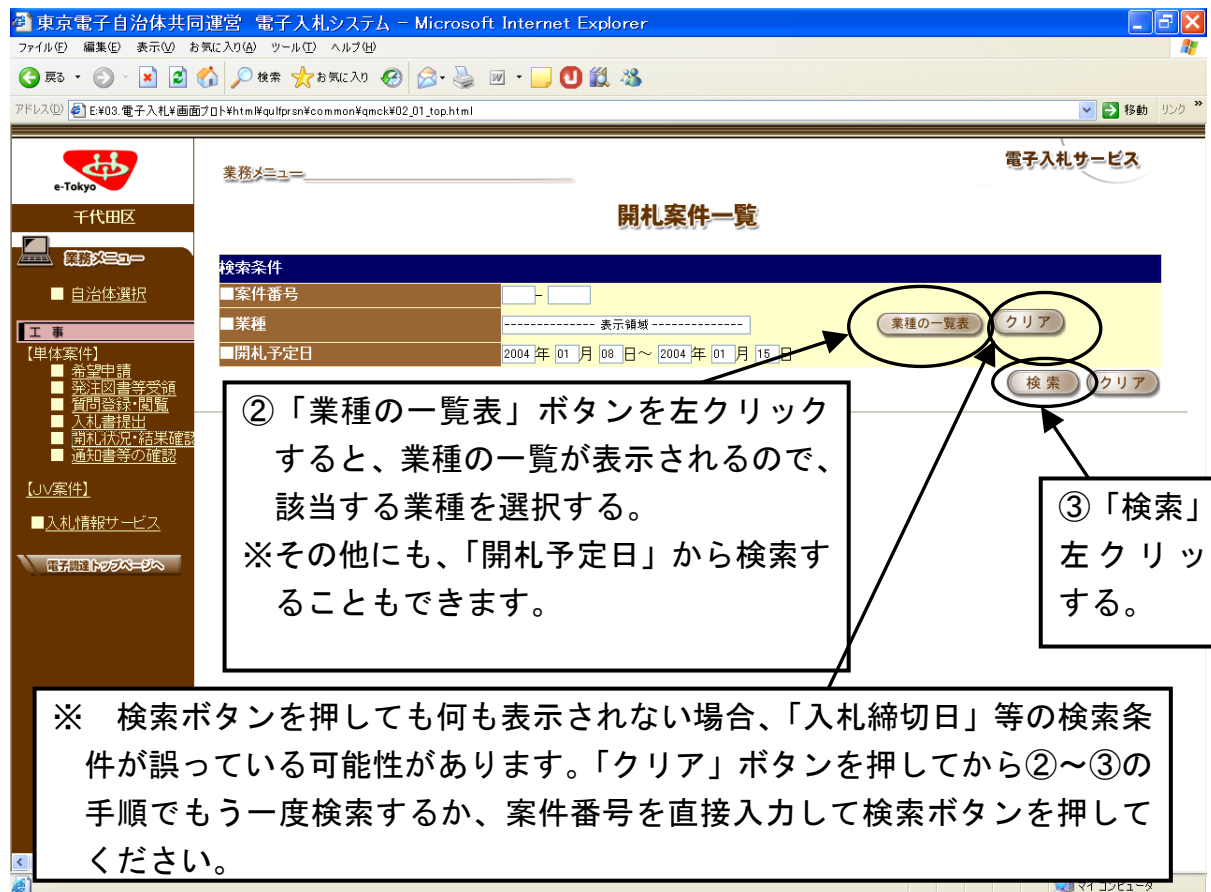 東京電子自治体共同運営 電子入札システム - Microsoft Internet Explorer
ファイル(F) 編集(E) 表示(V) お気に入り(A) ツール(T) ヘルプ(H)
戻る 検索 お気に入り
アドレス(D) E:¥03.電子入札¥画面プロト¥html¥qulfprsn¥common¥qmck¥02_01_top.html 移動 リンク »
e-Tokyo
業務メニュー
電子入札サービス
千代田区
開札案件一覧
業務メニュー
■ 自治体選択
工 事
【単体案件】
■ 希望申請
■ 発注図書等受領
■ 質問登録・閲覧
■ 入札書提出
■ 開札状況・結果確認
■ 通知書等の確認
【JV案件】
■入札情報サービス
電子調達トップページへ
検索条件
■案件番号 -
■業種 -------------- 表示領域 -------------- 業種の一覧表 クリア
■開札予定日 2004 年 01 月 08 日～ 2004 年 01 月 15 日
検 索 クリア
②「業種の一覧表」ボタンを左クリック
すると、業種の一覧が表示されるので、
該当する業種を選択する。
※その他にも、「開札予定日」から検索す
ることもできます。
③「検索」
左クリッ
する。
※ 検索ボタンを押しても何も表示されない場合、「入札締切日」等の検索条
件が誤っている可能性があります。「クリア」ボタンを押してから②～③の
手順でもう一度検索するか、案件番号を直接入力して検索ボタンを押して
ください。
マイ コンピュータ